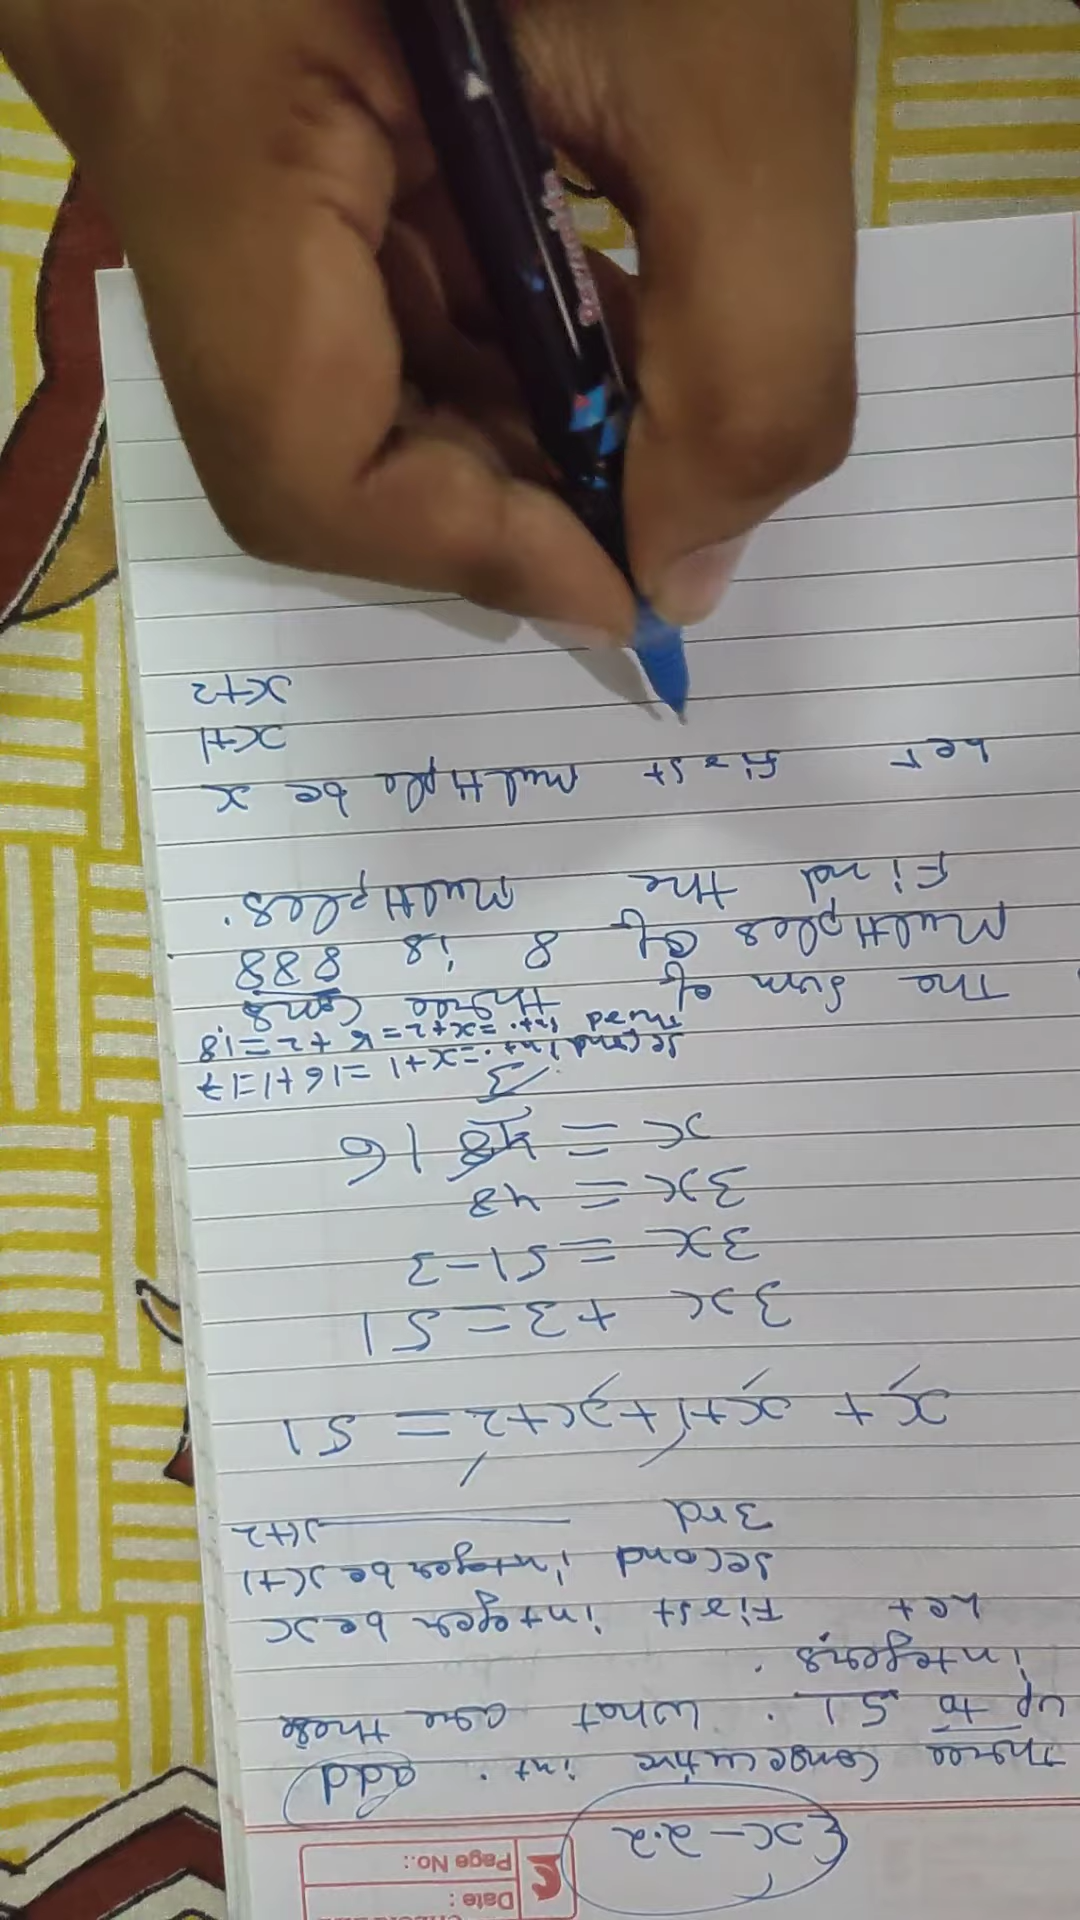 Date :
Page No.:
Ex-2.2
Three consecutive int. add
up to 51. What are these
integers.
Let First integer be x
Second integer be x+1
3rd x+2
x + x+1 + x+2 = 51
3x + 3 = 51
3x = 51-3
3x = 48
x = 48 16
3
Second int. = x+1 = 16+1=17
Third int. = x+2 = + 2 = 18
The Sum of three Cons
Multiples of 8 is 888
Find the Multiples.
Let first multiple be x
x+1
x+2